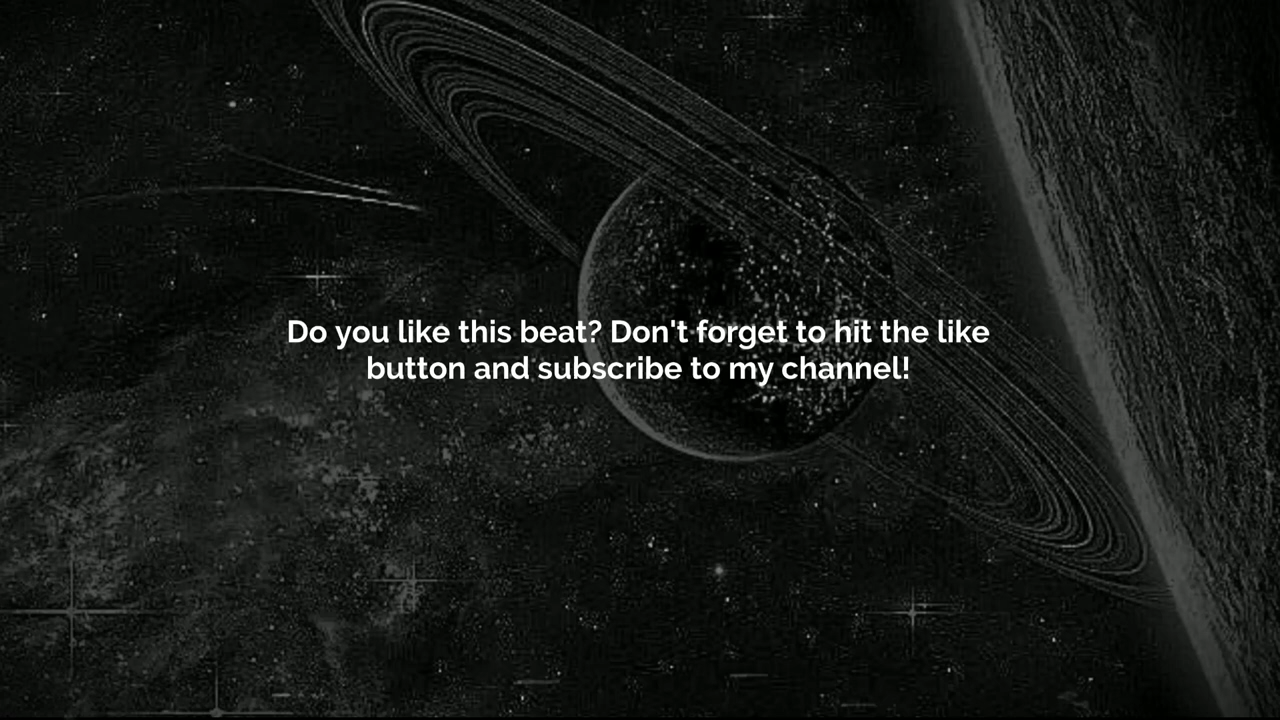 Do you like this beat? Don't forget to hit the like
button and subscribe to my channel!